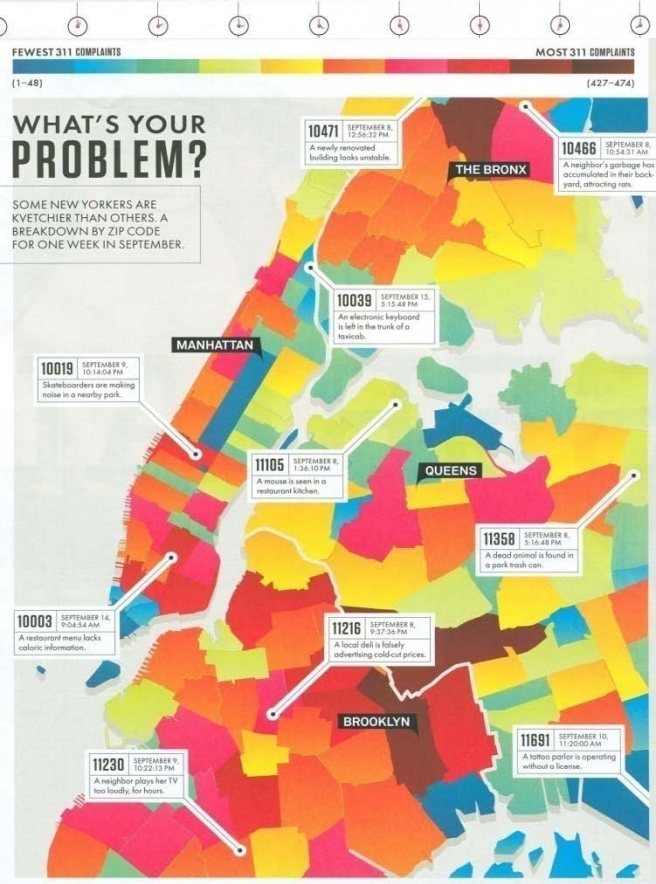 FEWEST 311 COMPLAINTS
MOST 311 COMPLAINTS
(1–48)
(427–474)
WHAT'S YOUR
PROBLEM?
SOME NEW YORKERS ARE
KVETCHIER THAN OTHERS. A
BREAKDOWN BY ZIP CODE
FOR ONE WEEK IN SEPTEMBER.
10471 SEPTEMBER 8,
12:56:32 PM
A newly renovated
building looks unstable.
10466 SEPTEMBER 8,
10:54:31 AM
A neighbor's garbage has
accumulated in their back-
yard, attracting rats.
THE BRONX
10039 SEPTEMBER 15,
5:15:48 PM
An electronic keyboard
is left in the trunk of a
taxicab.
MANHATTAN
10019 SEPTEMBER 9,
10:14:04 PM
Skateboarders are making
noise in a nearby park.
11105 SEPTEMBER 8,
1:36:10 PM
A mouse is seen in a
restaurant kitchen.
QUEENS
11358 SEPTEMBER 8,
5:16:48 PM
A dead animal is found in
a park trash can.
10003 SEPTEMBER 14,
9:04:54 AM
A restaurant menu lacks
caloric information.
11216 SEPTEMBER 8,
9:37:36 PM
A local deli is falsely
advertising cold-cut prices.
BROOKLYN
11691 SEPTEMBER 10,
11:20:00 AM
A tattoo parlor is operating
without a license.
11230 SEPTEMBER 9,
10:22:13 PM
A neighbor plays her TV
too loudly, for hours.